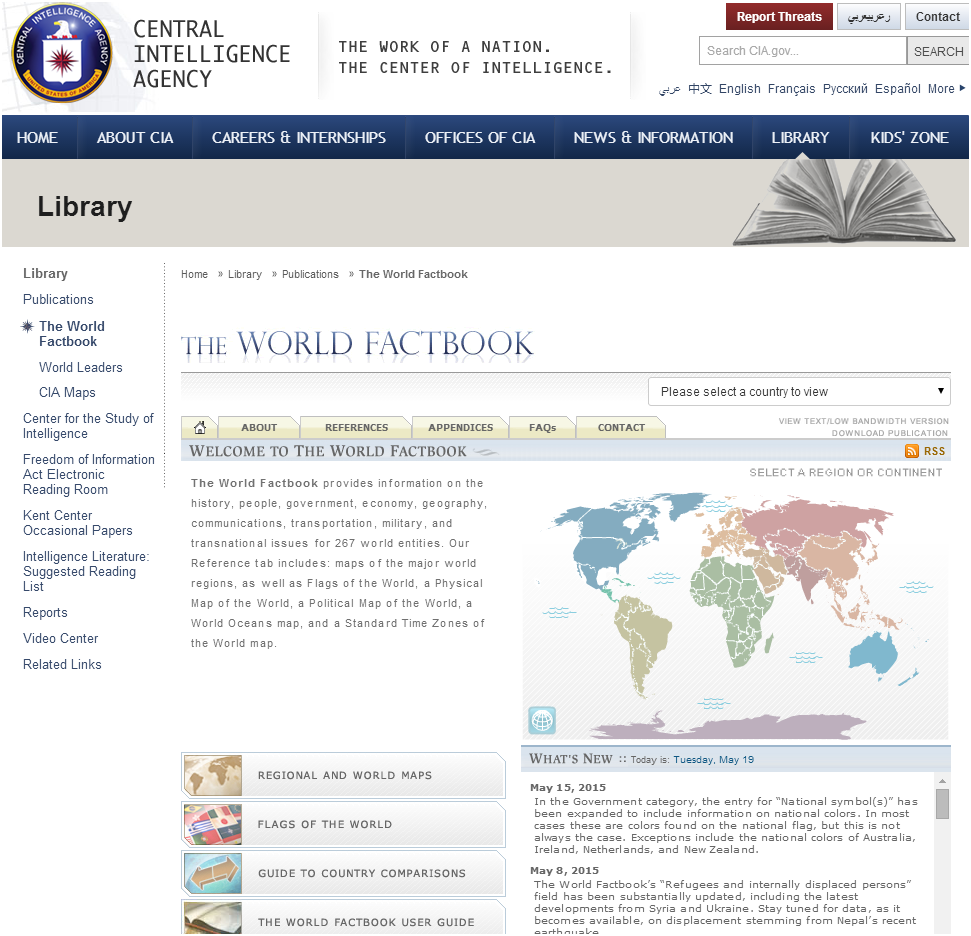 CENTRAL
INTELLIGENCE
AGENCY
THE WORK OF A NATION.
THE CENTER OF INTELLIGENCE.
Report Threats
Contact
Search CIA.gov...
SEARCH
عربي 中文 English Français Русский Español More
HOME ABOUT CIA CAREERS & INTERNSHIPS OFFICES OF CIA NEWS & INFORMATION LIBRARY KIDS' ZONE
Library
Library
Publications
The World
Factbook
World Leaders
CIA Maps
Center for the Study of
Intelligence
Freedom of Information
Act Electronic
Reading Room
Kent Center
Occasional Papers
Intelligence Literature:
Suggested Reading
List
Reports
Video Center
Related Links
Home » Library » Publications » The World Factbook
THE WORLD FACTBOOK
Please select a country to view
ABOUT REFERENCES APPENDICES FAQs CONTACT
VIEW TEXT/LOW BANDWIDTH VERSION
DOWNLOAD PUBLICATION
WELCOME TO THE WORLD FACTBOOK
RSS
The World Factbook provides information on the
history, people, government, economy, geography,
communications, transportation, military, and
transnational issues for 267 world entities. Our
Reference tab includes: maps of the major world
regions, as well as Flags of the World, a Physical
Map of the World, a Political Map of the World, a
World Oceans map, and a Standard Time Zones of
the World map.
SELECT A REGION OR CONTINENT
REGIONAL AND WORLD MAPS
FLAGS OF THE WORLD
GUIDE TO COUNTRY COMPARISONS
THE WORLD FACTBOOK USER GUIDE
WHAT'S NEW :: Today is: Tuesday, May 19
May 15, 2015
In the Government category, the entry for “National symbol(s)” has
been expanded to include information on national colors. In most
cases these are colors found on the national flag, but this is not
always the case. Exceptions include the national colors of Australia,
Ireland, Netherlands, and New Zealand.
May 8, 2015
The World Factbook’s “Refugees and internally displaced persons”
field has been substantially updated, including the latest
developments from Syria and Ukraine. Stay tuned for data, as it
becomes available, on displacement stemming from Nepal’s recent
earthquake.